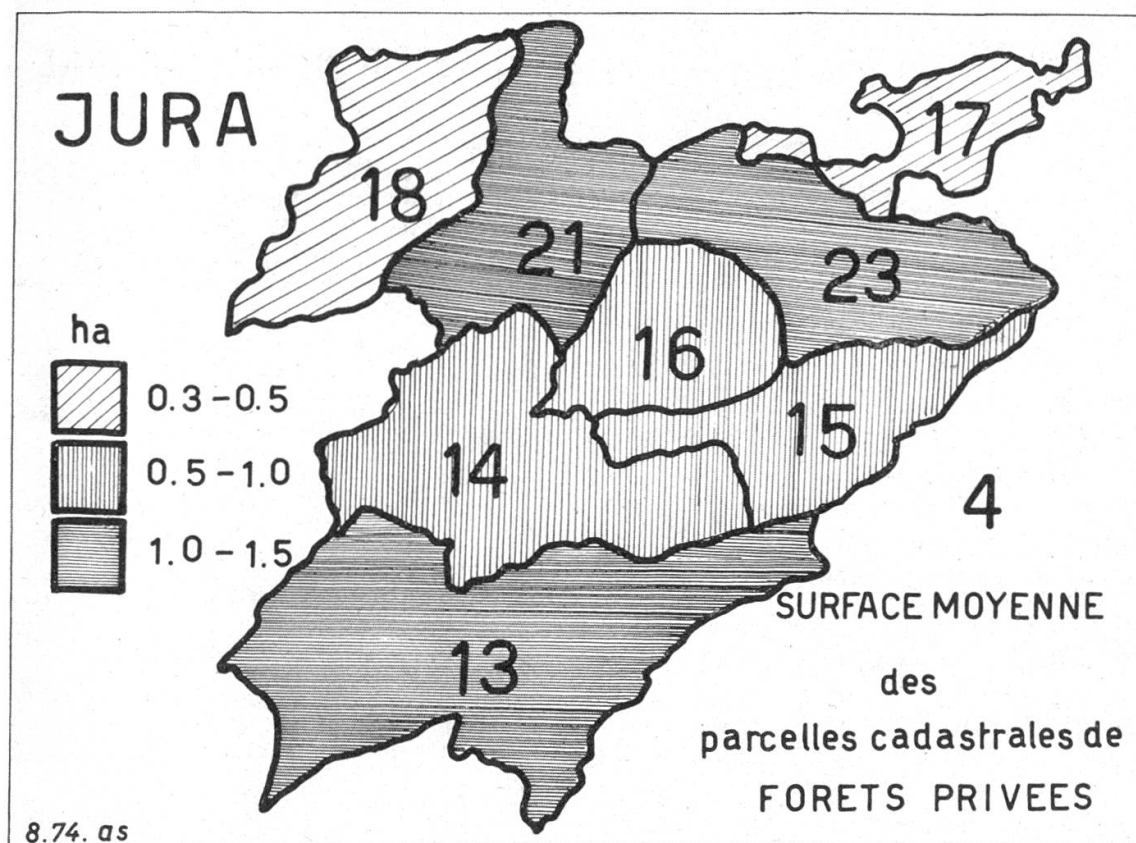 JURA
17
18
21
23
ha
16
0.3-0.5
15
0.5-1.0
14
4
1.0-1.5
SURFACE MOYENNE
13
des
parcelles cadastrales de
FORETS PRIVEES
8.74. as